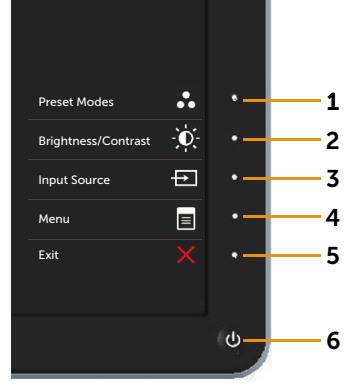 Preset Modes 1
Brightness/Contrast 2
Input Source 3
Menu 4
Exit 5
6